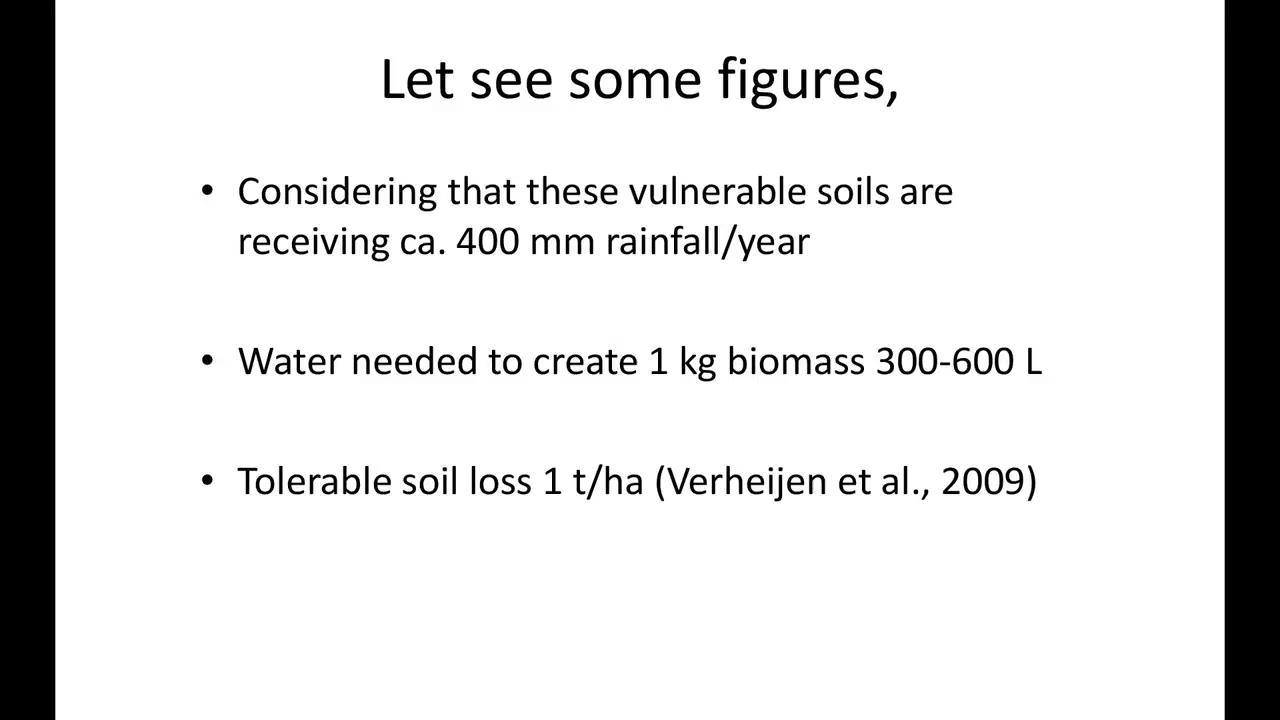 Let see some figures,
• Considering that these vulnerable soils are
receiving ca. 400 mm rainfall/year
• Water needed to create 1 kg biomass 300-600 L
• Tolerable soil loss 1 t/ha (Verheijen et al., 2009)